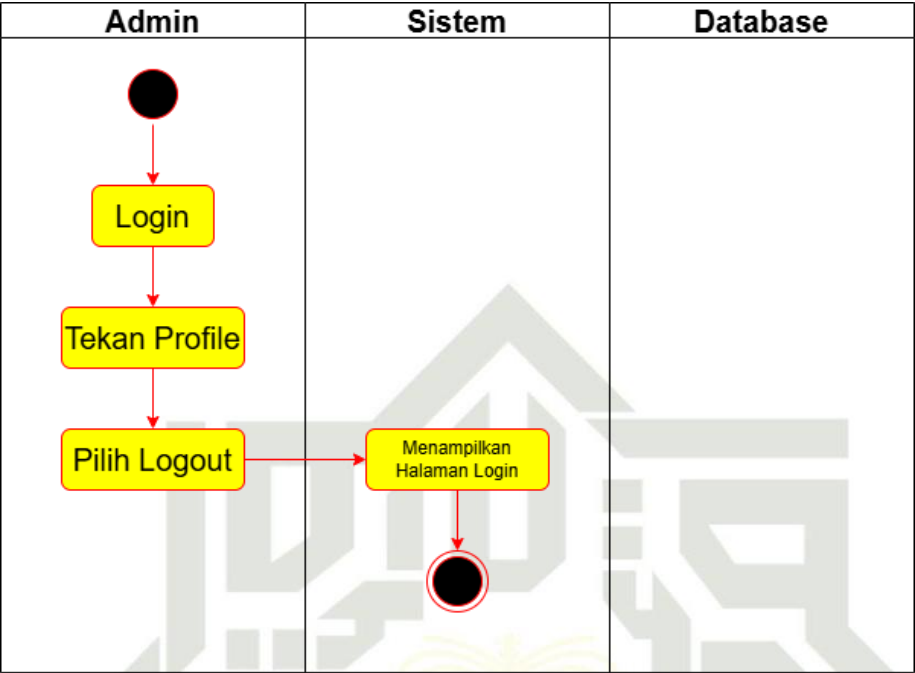 Admin
Sistem
Database
Login
Tekan Profile
Pilih Logout
Menampilkan
Halaman Login